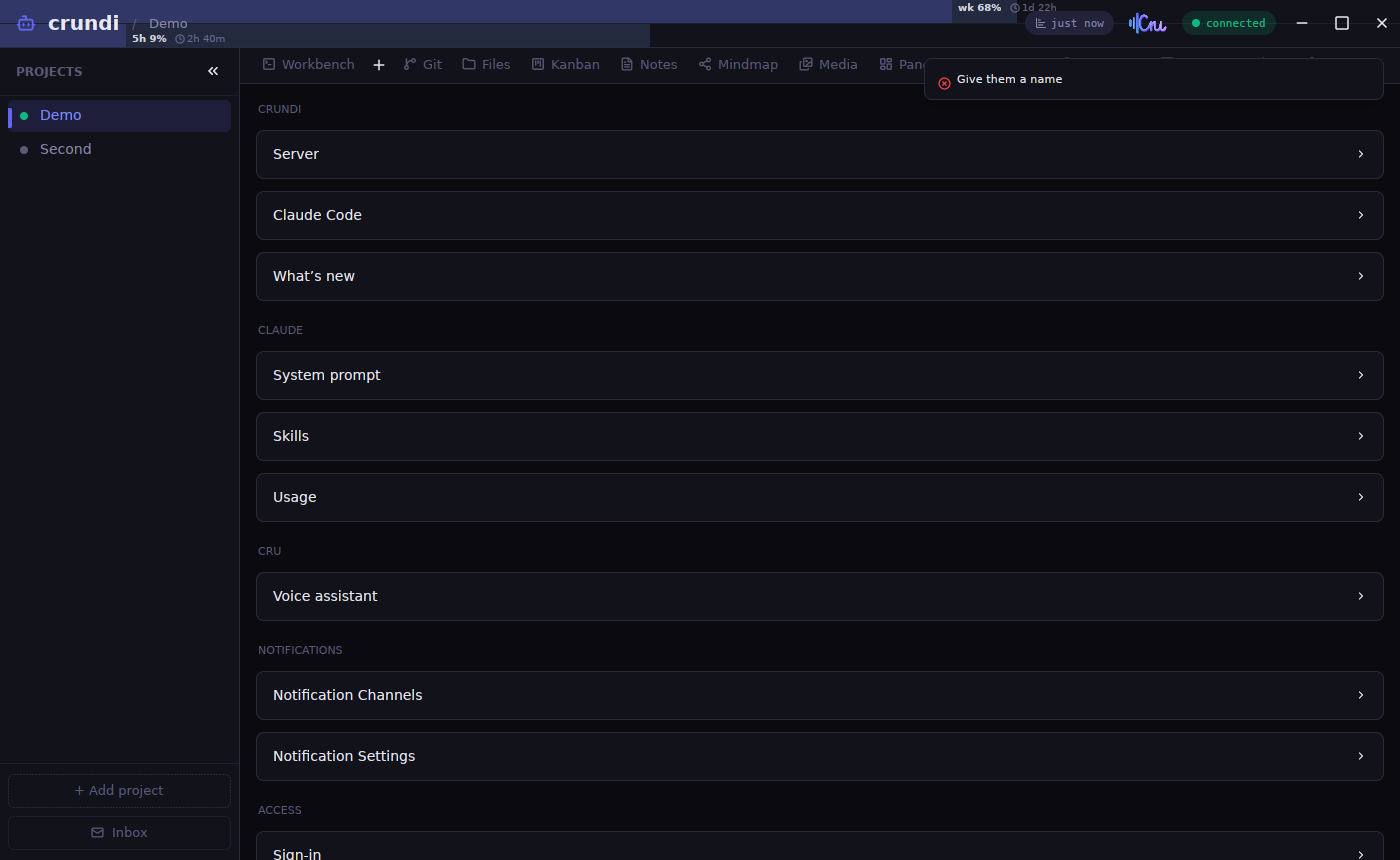 wk 68% 1d 22h
crundi / Demo
just now
Cru
connected
5h 9% 2h 40m
PROJECTS
Workbench
Git
Files
Kanban
Notes
Mindmap
Media
Give them a name
Demo
Second
CRUNDI
Server
Claude Code
What’s new
CLAUDE
System prompt
Skills
Usage
CRU
Voice assistant
NOTIFICATIONS
Notification Channels
Notification Settings
ACCESS
Sign-in
+ Add project
Inbox